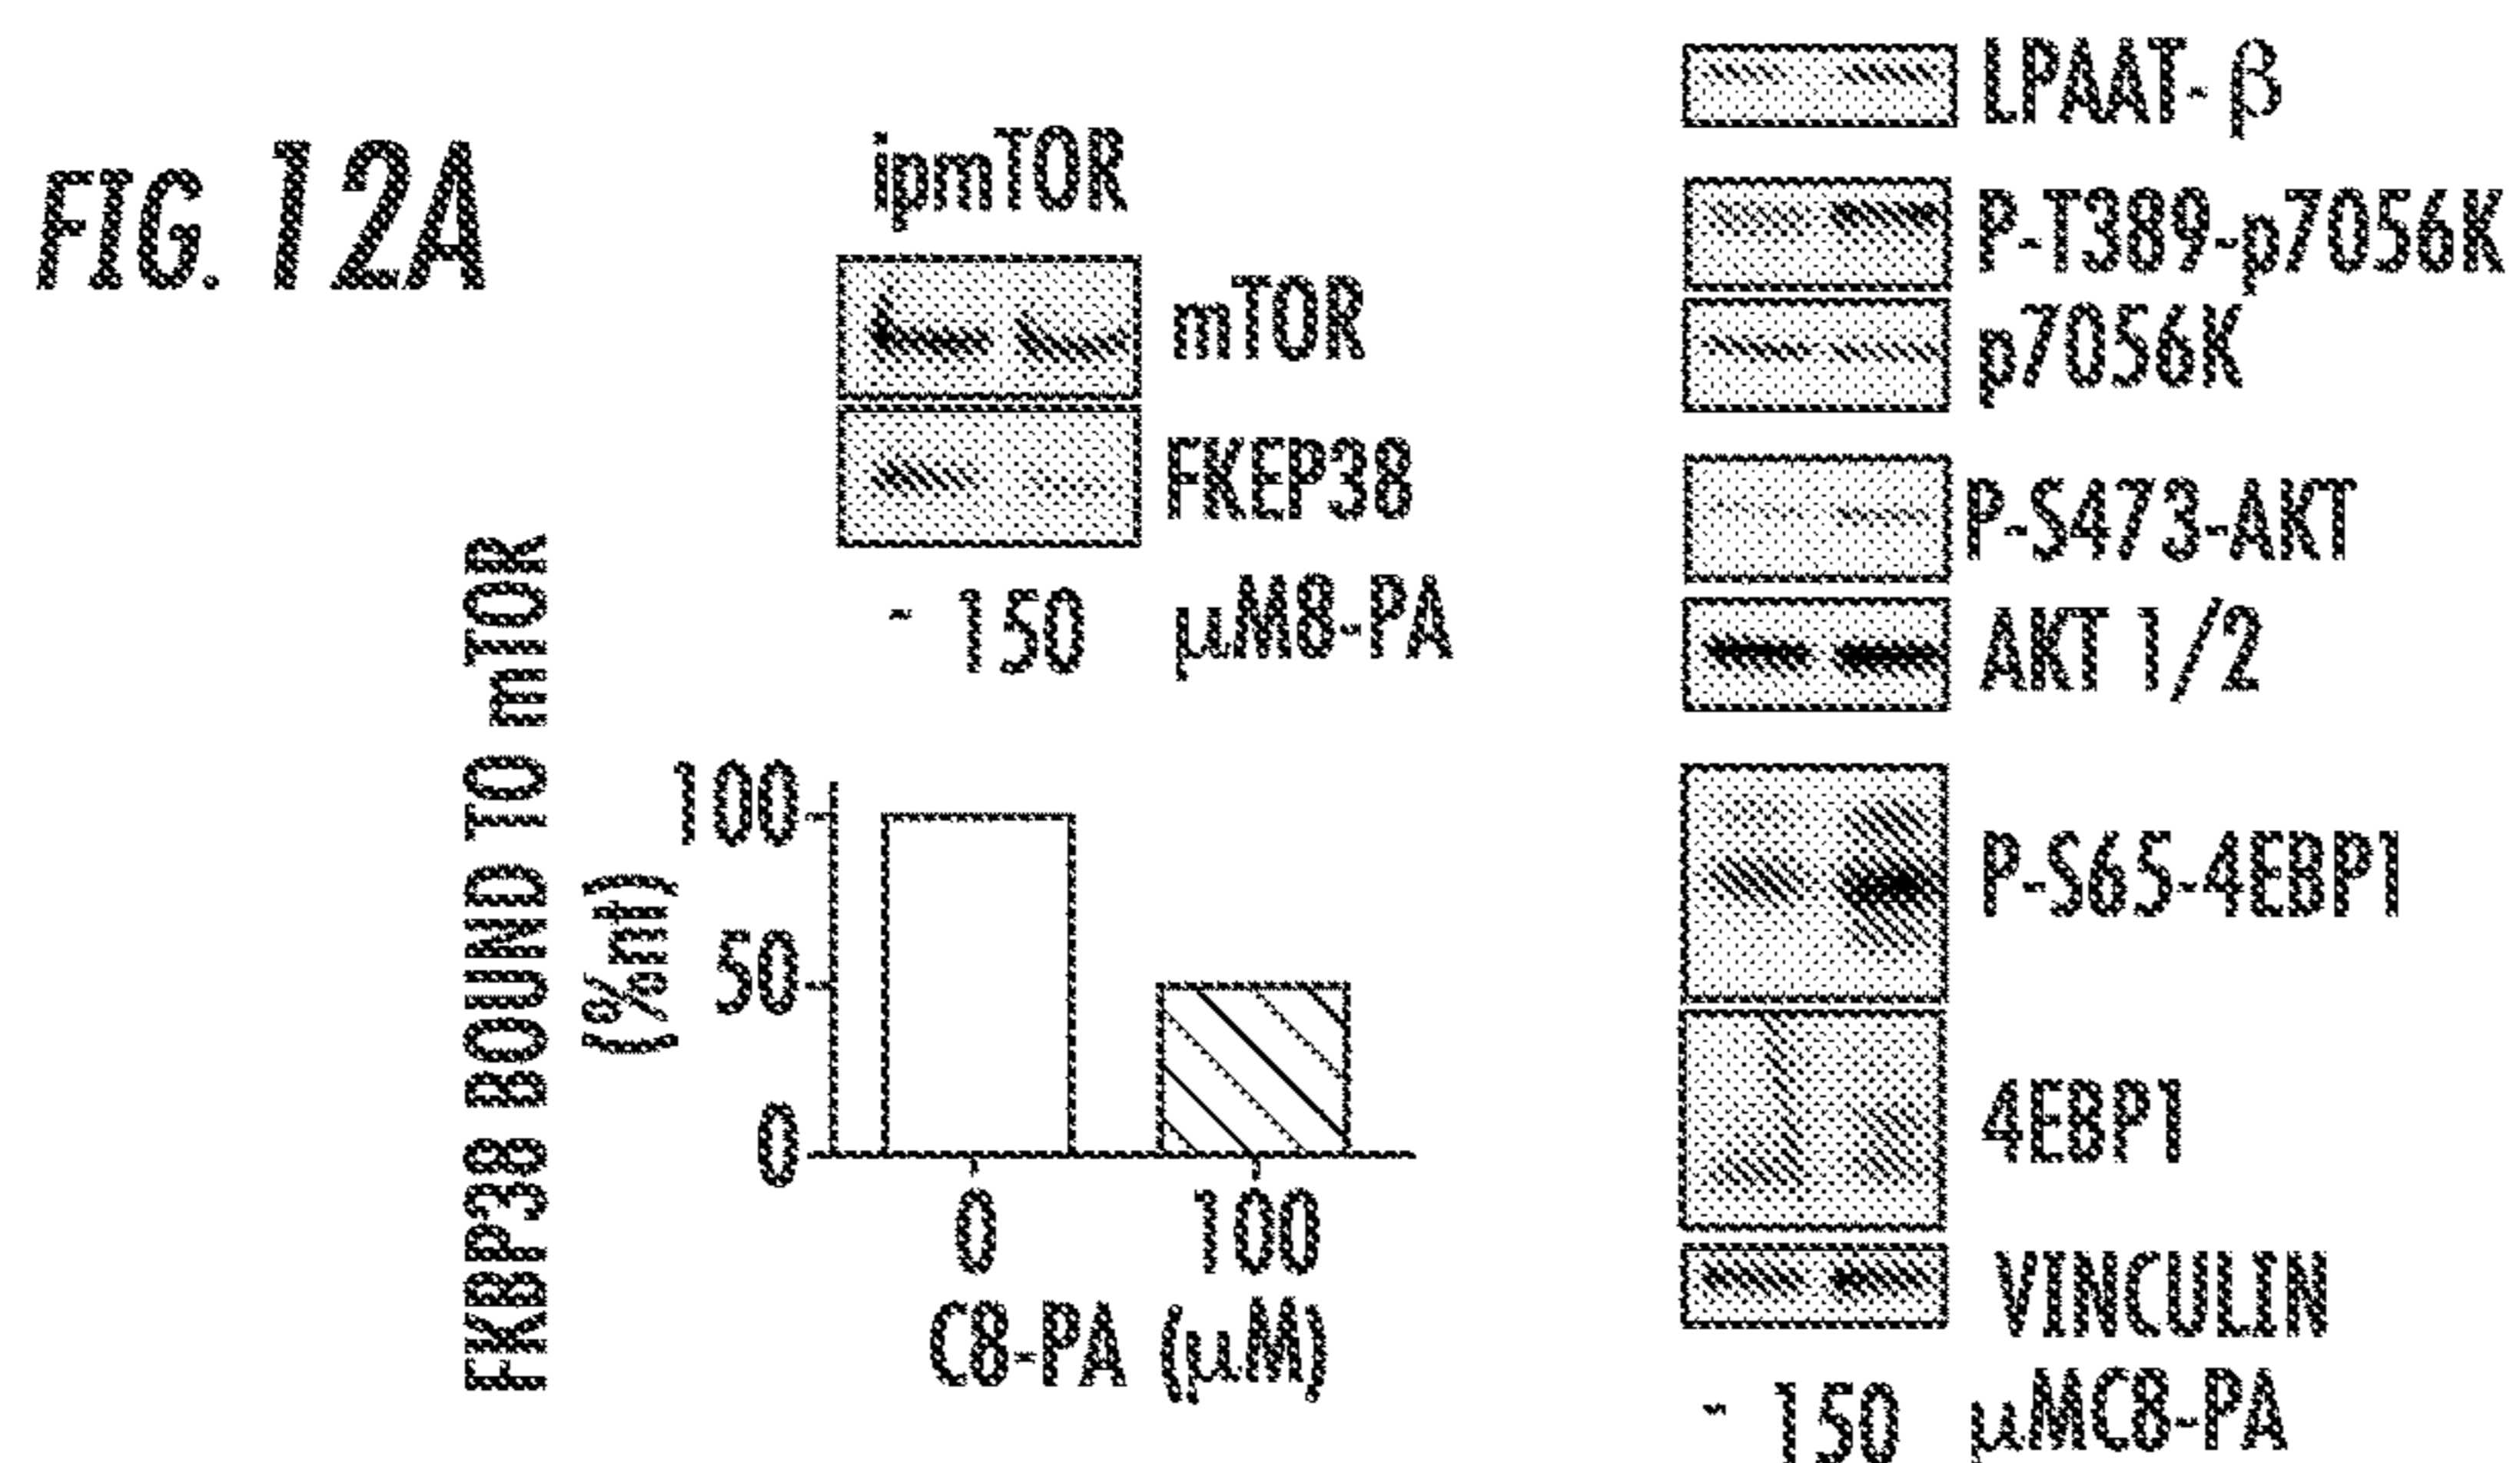 FIG. 12A
ipmTOR
mTOR
FKEP38
- 150 μM8-PA
FKBP38 BOUND TO mTOR
(%nt)
100
50
0
0 100
C8-PA (μM)
LPAAT-β
P-T389-p7056K
p7056K
P-S473-AKT
AKT 1/2
P-S65-4EBP1
4EBP1
VINCULIN
- 150 μMC8-PA